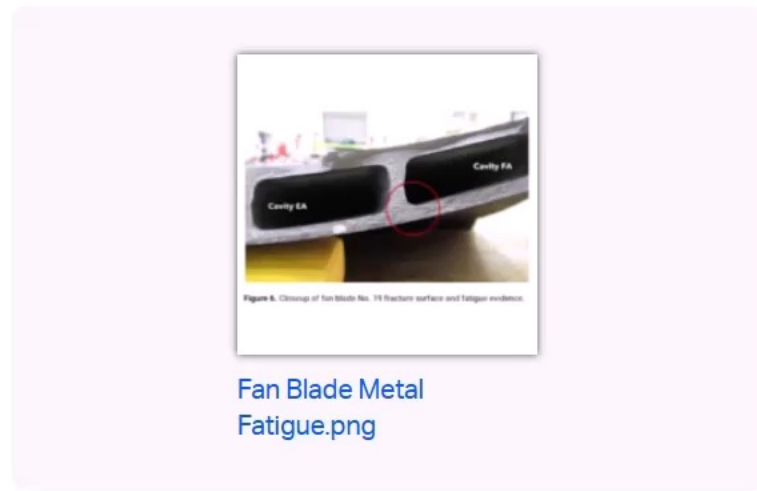 Cavity FA
Cavity EA
Figure 6. Closeup of fan blade No. 19 fracture surface and fatigue evidence.
Fan Blade Metal
Fatigue.png